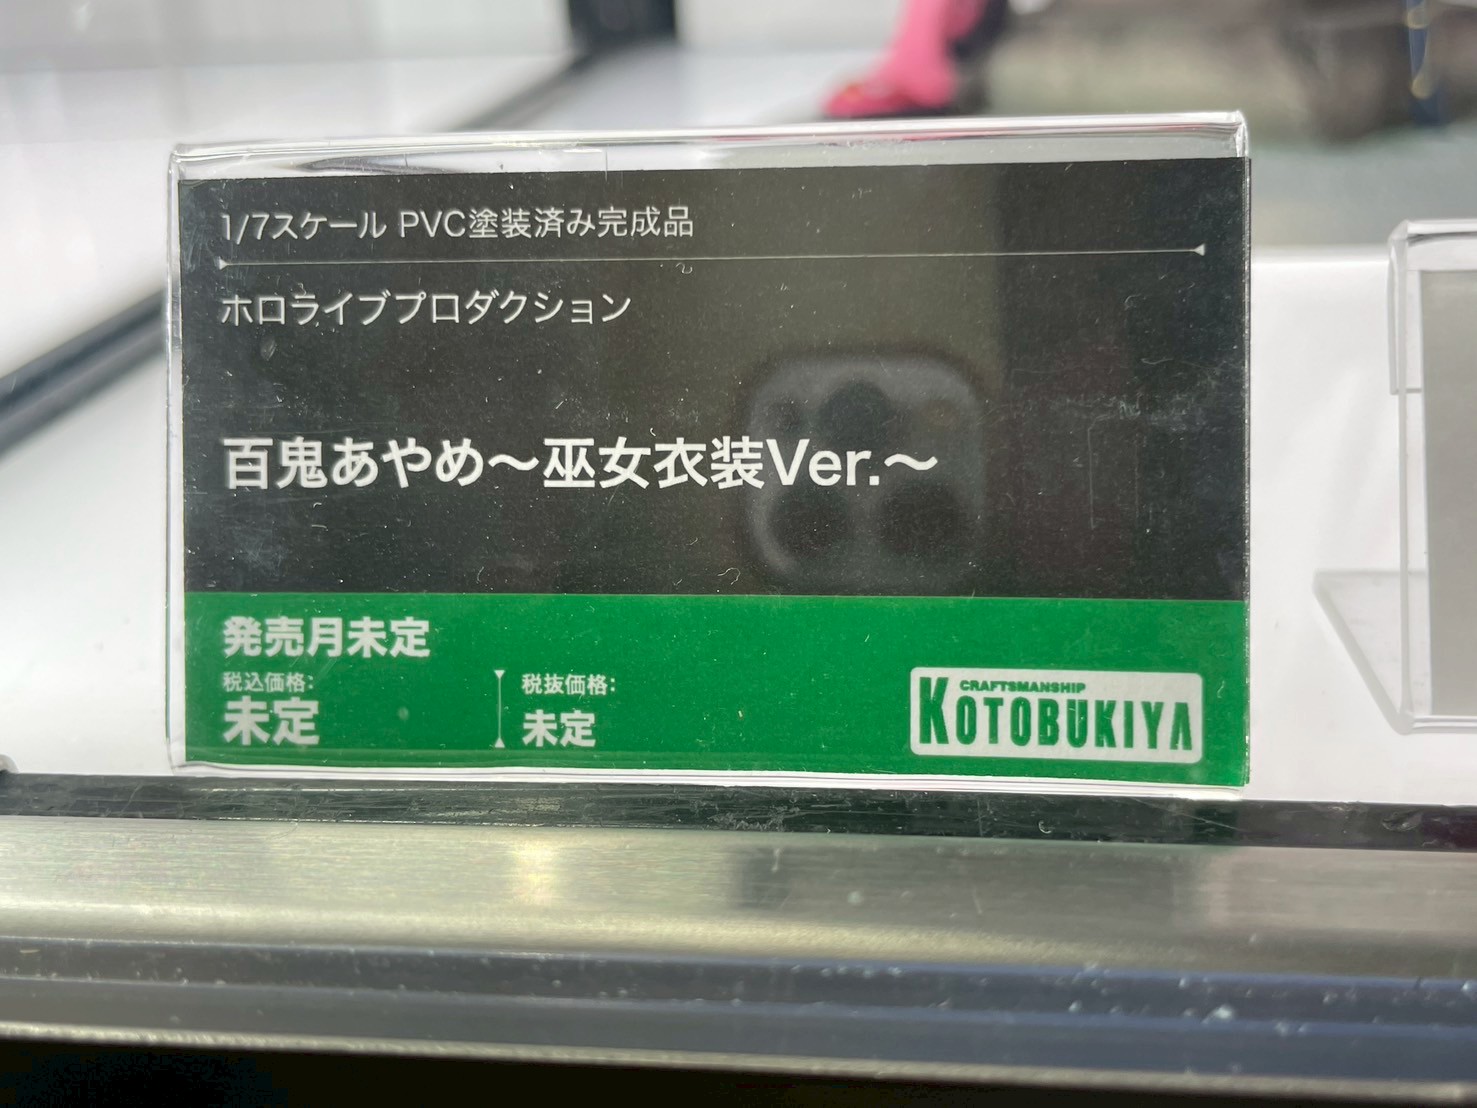 1/7スケール PVC塗装済み完成品
ホロライブプロダクション
百鬼あやめ～巫女衣装Ver.～
発売月未定
税込価格:
未定
税抜価格:
未定
CRAFTSMANSHIP
KOTOBUKIYA